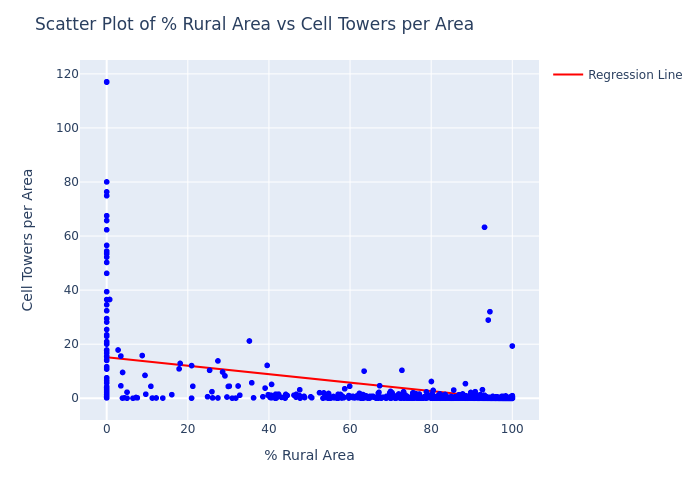 Scatter Plot of % Rural Area vs Cell Towers per Area
120
100
80
60
40
20
0
Cell Towers per Area
0 20 40 60 80 100
% Rural Area
Regression Line